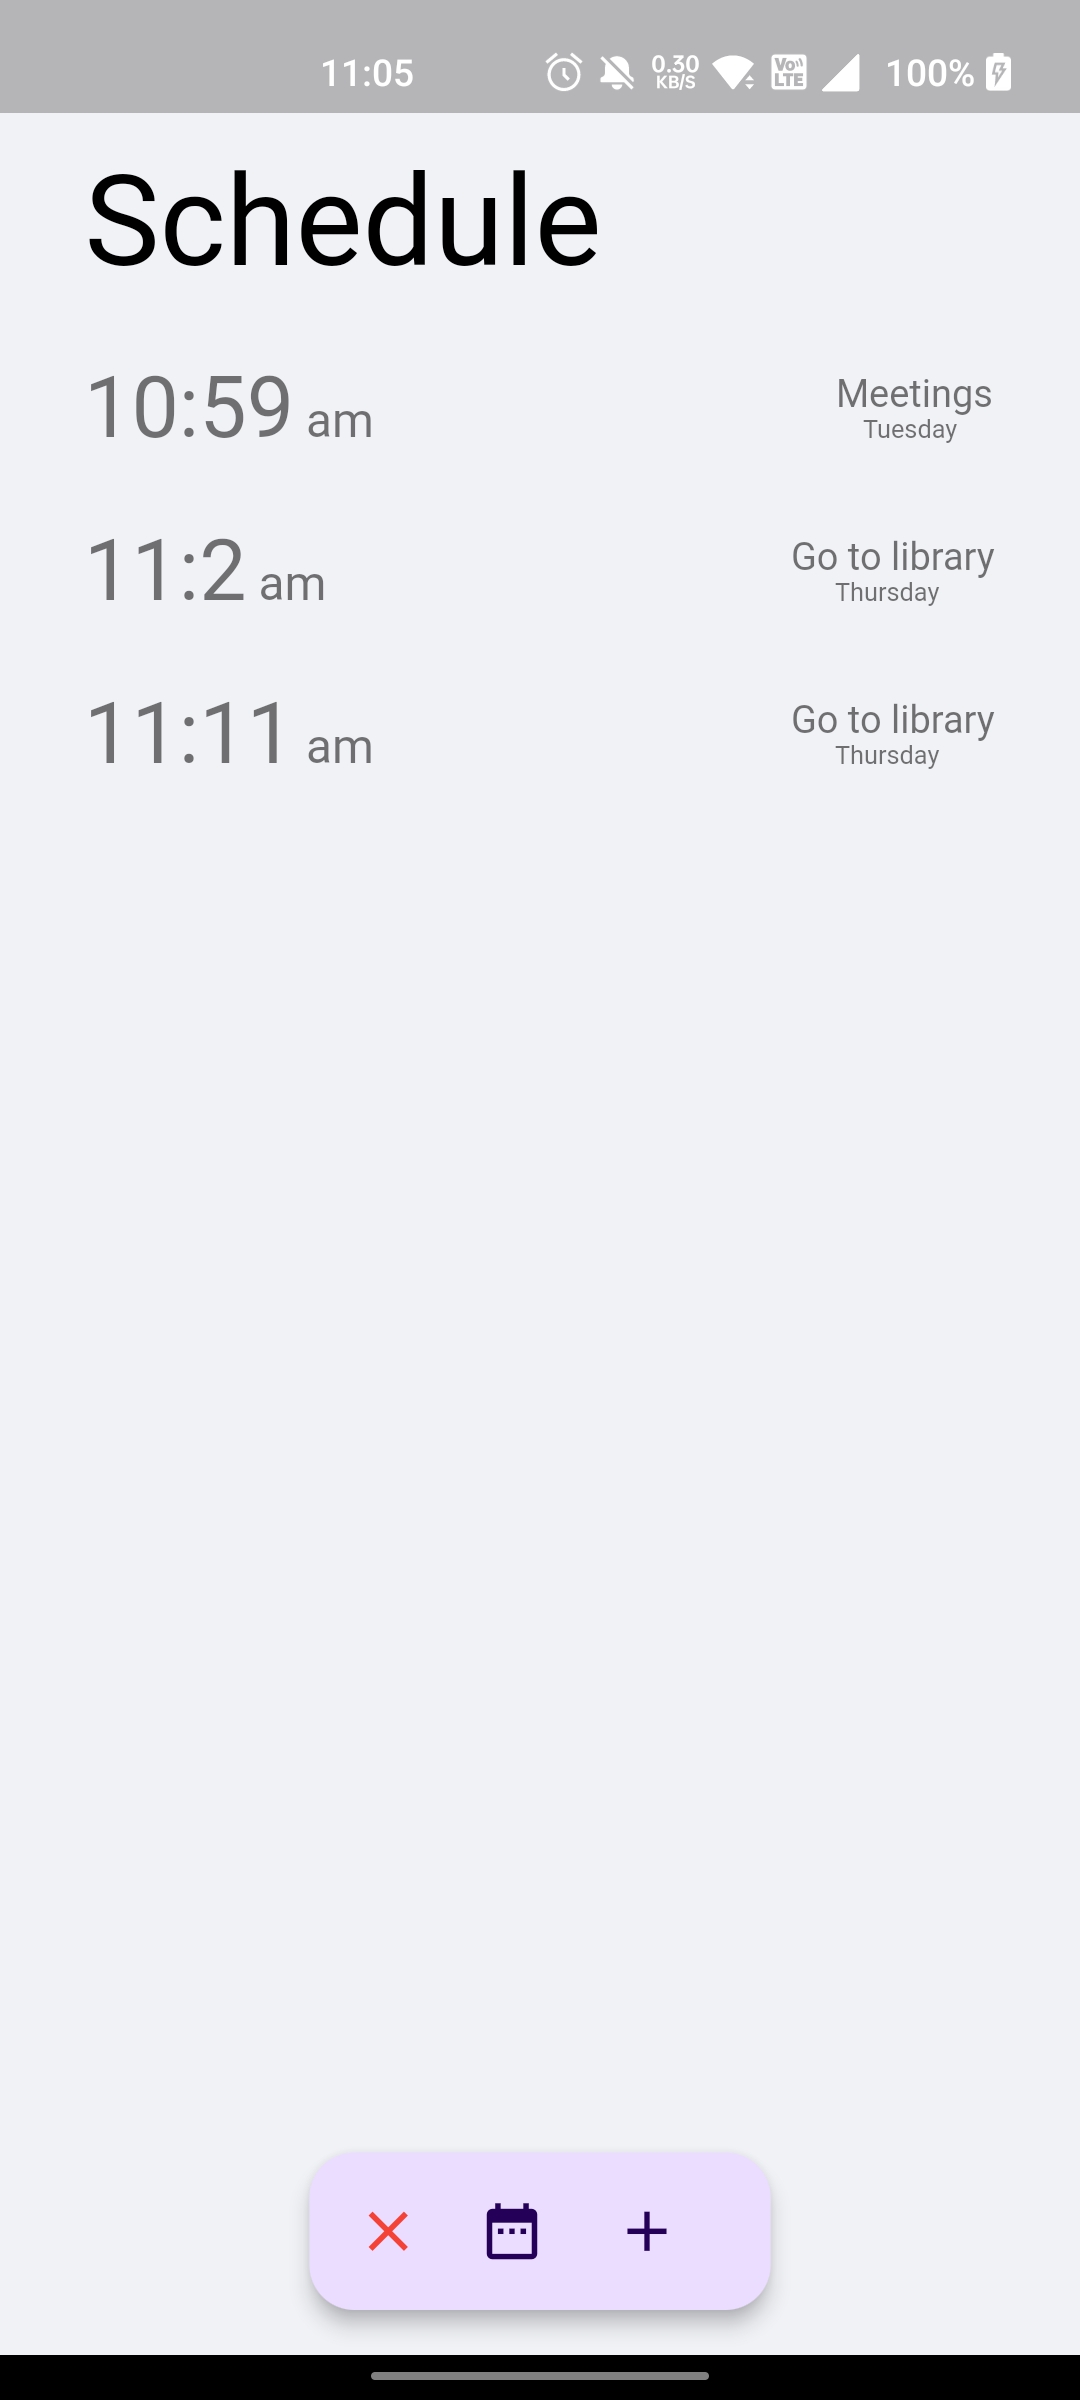 11:05 0.30 KB/S Vo LTE 100%
Schedule
10:59 am Meetings
Tuesday
11:2 am Go to library
Thursday
11:11 am Go to library
Thursday